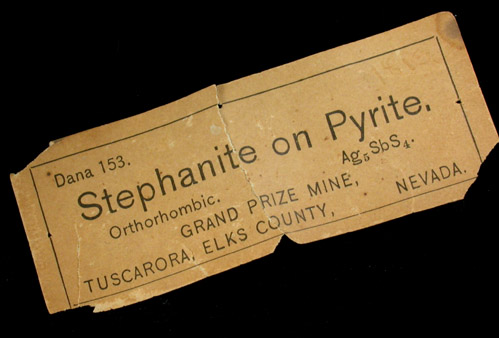 Dana 153.
Stephanite on Pyrite.
Orthorhombic. Ag₅SbS₄.
GRAND PRIZE MINE,
TUSCARORA, ELKS COUNTY, NEVADA.